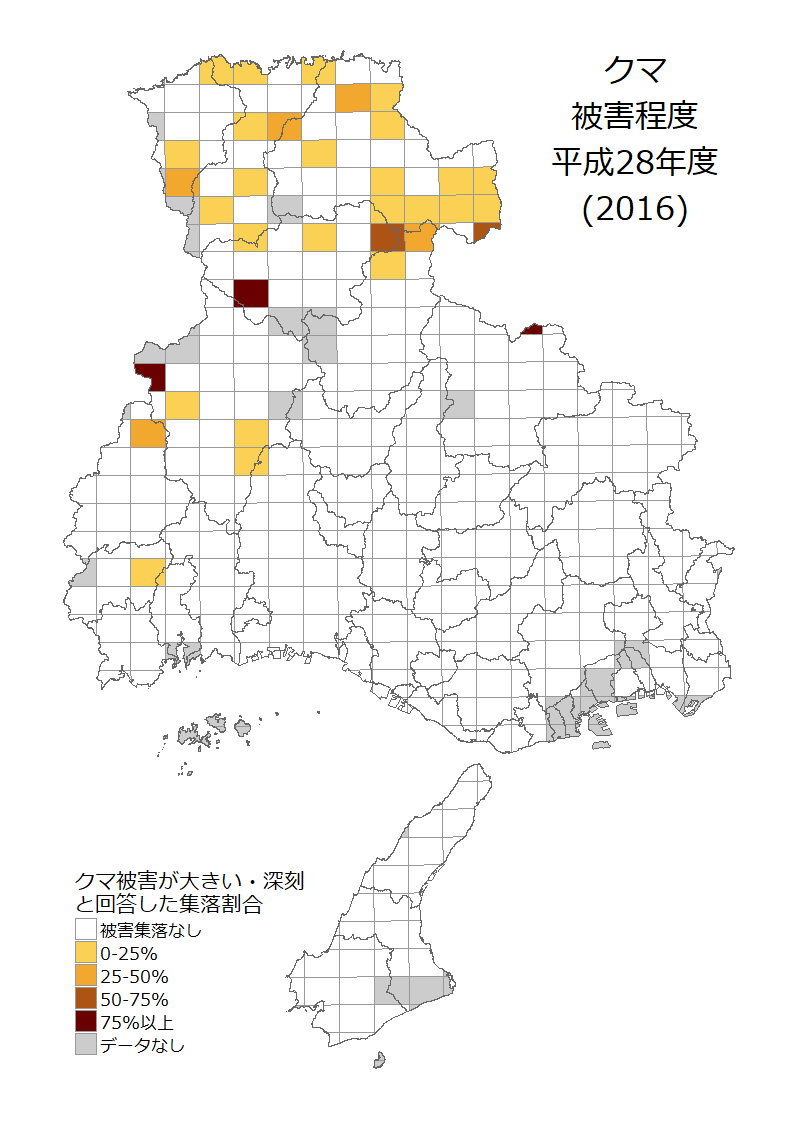 クマ
被害程度
平成28年度
(2016)
クマ被害が大きい・深刻
と回答した集落割合
被害集落なし
0-25%
25-50%
50-75%
75%以上
データなし